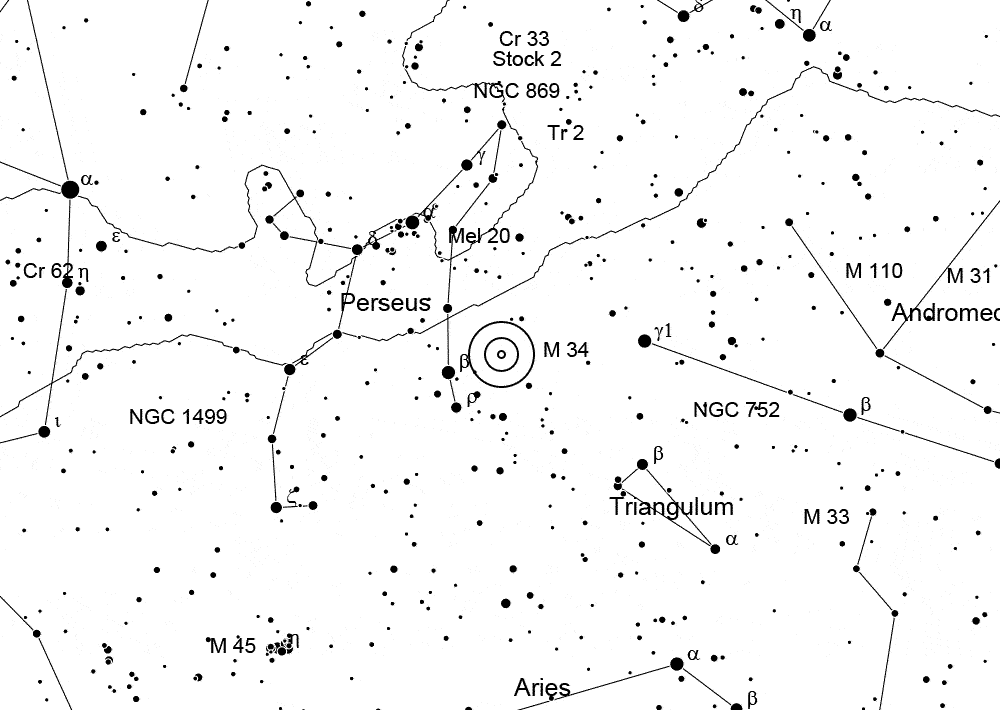 δ
η
α
Cr 33
Stock 2
NGC 869
Tr 2
γ
α
α
ε
δ
Mel 20
Cr 62 η
M 110
M 31
Perseus
Andromed
γ1
M 34
ε
β
ρ
NGC 1499
NGC 752
β
ι
β
ζ
Triangulum
M 33
α
M 45
η
α
Aries
β